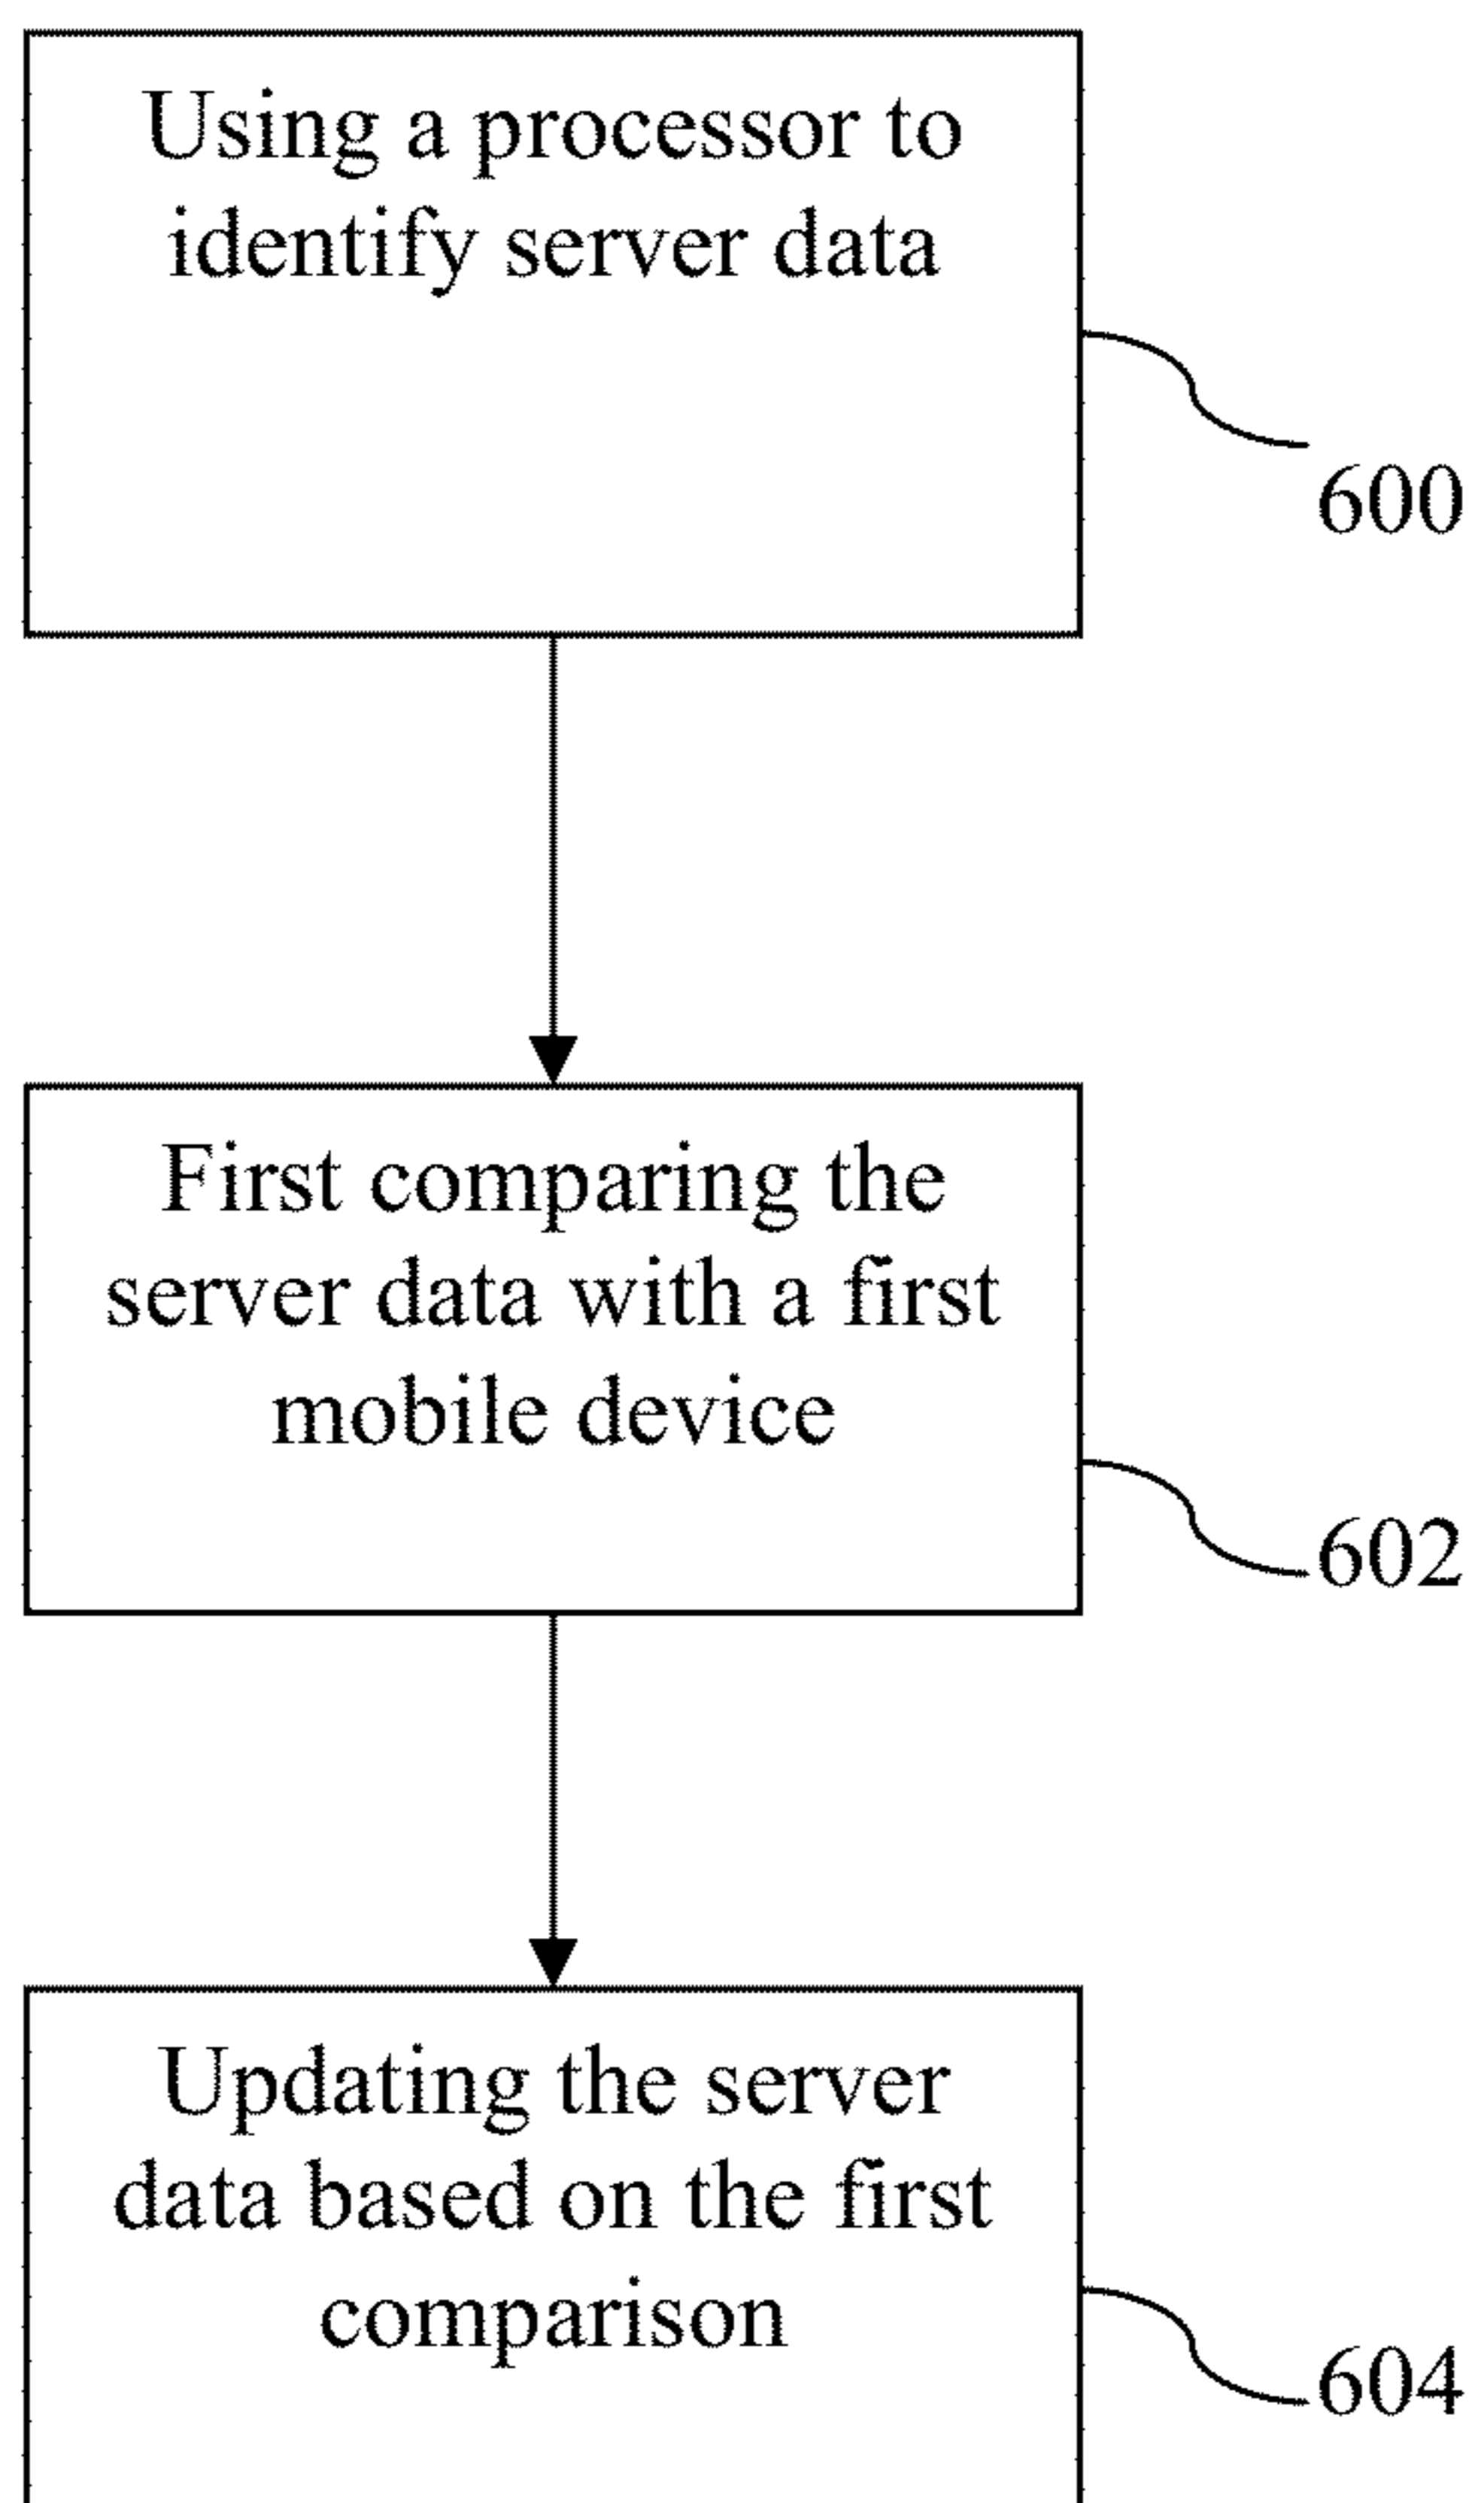 Using a processor to
identify server data
600
First comparing the
server data with a first
mobile device
602
Updating the server
data based on the first
comparison
604